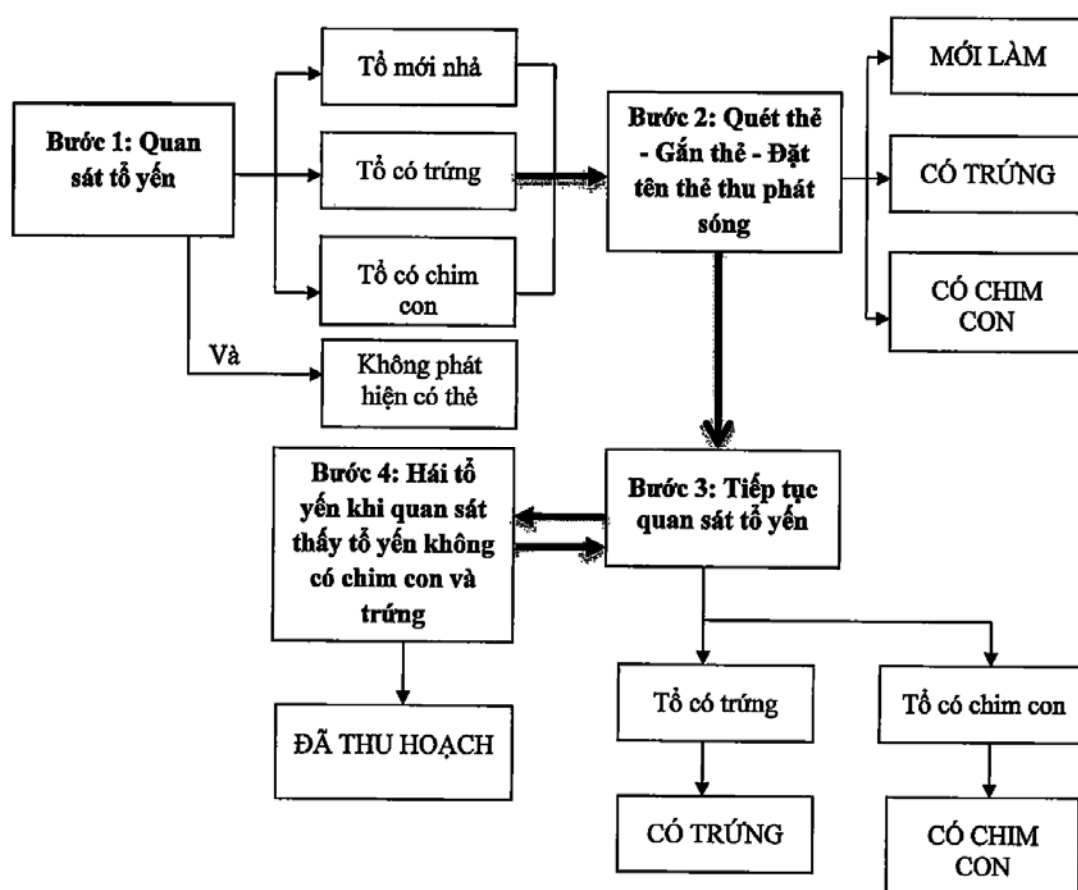 Bước 1: Quan
sát tổ yến
Tổ mới nhả
Tổ có trứng
Tổ có chim
con
Và
Không phát
hiện có thẻ
Bước 2: Quét thẻ
- Gắn thẻ - Đặt
tên thẻ thu phát
sóng
MỚI LÀM
CÓ TRỨNG
CÓ CHIM
CON
Bước 3: Tiếp tục
quan sát tổ yến
Bước 4: Hái tổ
yến khi quan sát
thấy tổ yến không
có chim con và
trứng
ĐÃ THU HOẠCH
Tổ có trứng
CÓ TRỨNG
Tổ có chim con
CÓ CHIM
CON